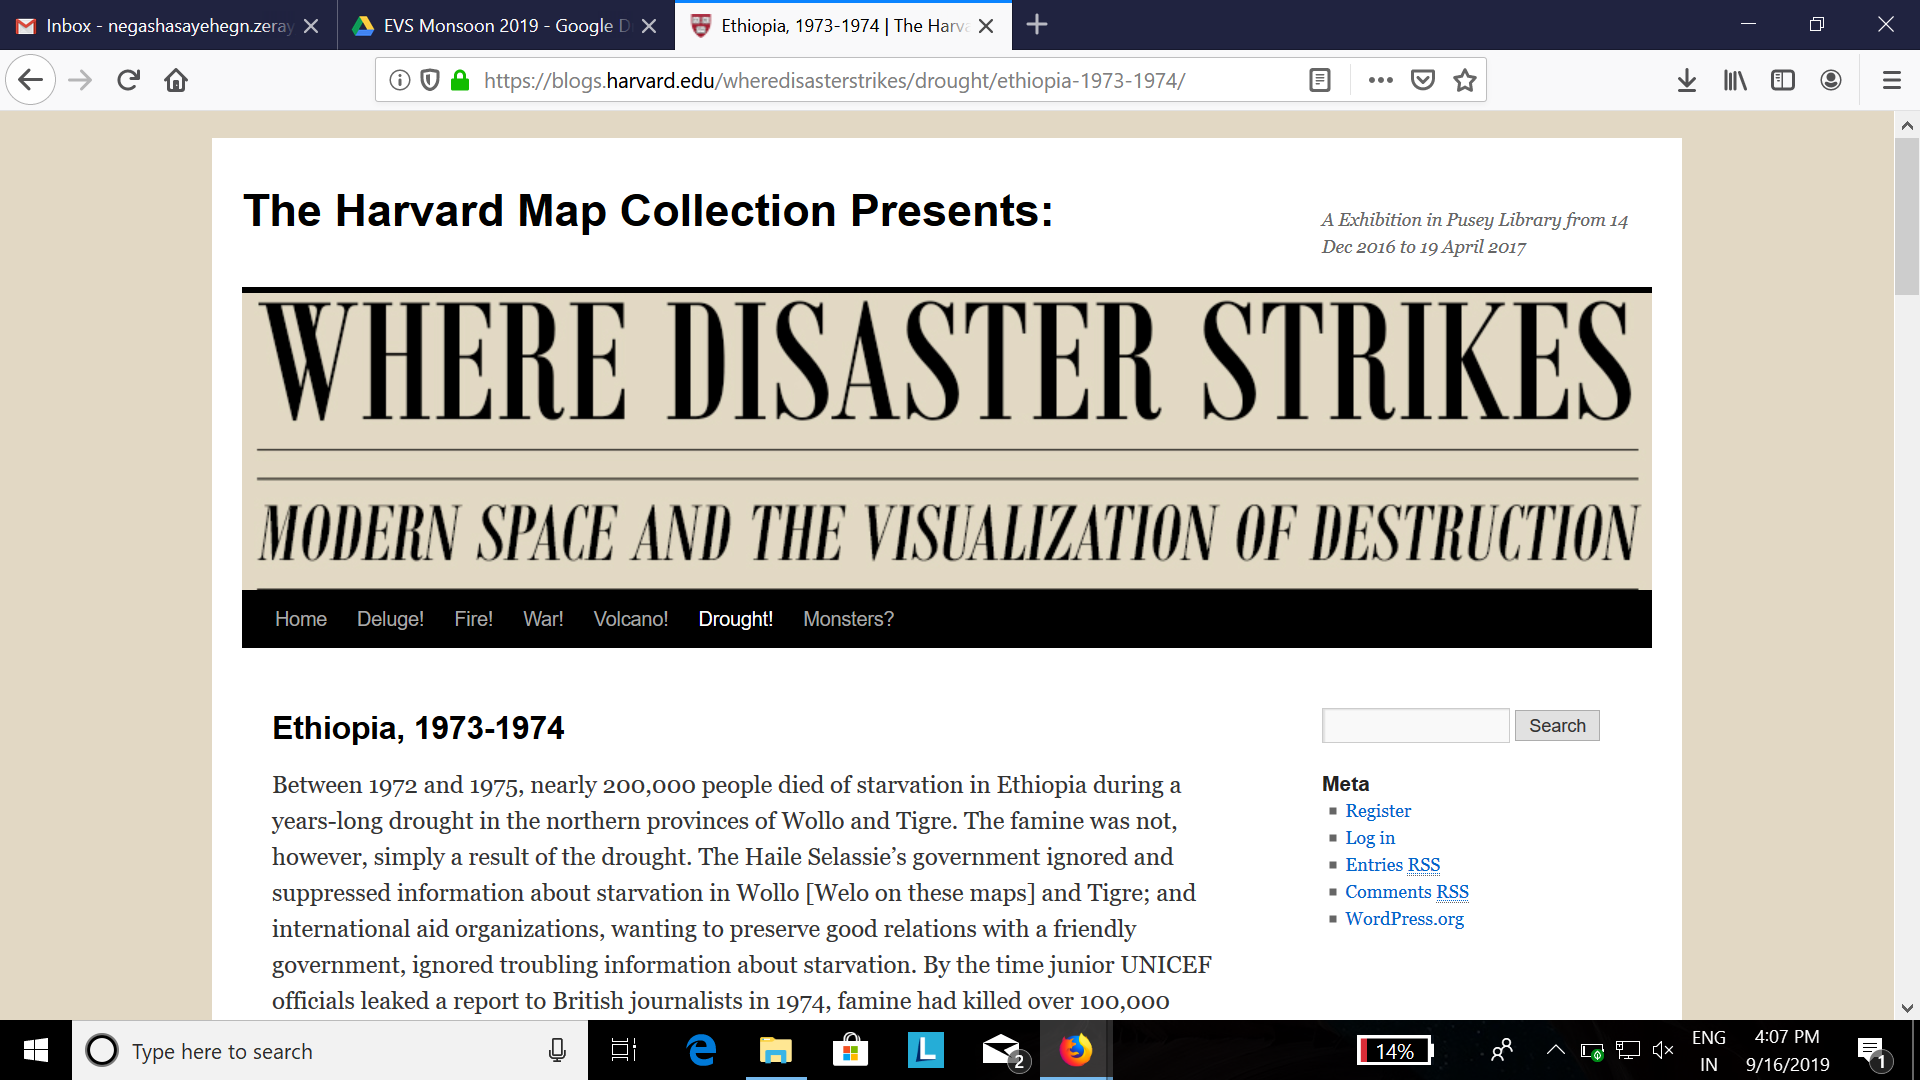 Inbox - negashasayehegn.zeray
EVS Monsoon 2019 - Google D
Ethiopia, 1973-1974 | The Harva
https://blogs.harvard.edu/wheredisasterstrikes/drought/ethiopia-1973-1974/
The Harvard Map Collection Presents:
A Exhibition in Pusey Library from 14
Dec 2016 to 19 April 2017
WHERE DISASTER STRIKES
MODERN SPACE AND THE VISUALIZATION OF DESTRUCTION
Home Deluge! Fire! War! Volcano! Drought! Monsters?
Ethiopia, 1973-1974
Between 1972 and 1975, nearly 200,000 people died of starvation in Ethiopia during a
years-long drought in the northern provinces of Wollo and Tigre. The famine was not,
however, simply a result of the drought. The Haile Selassie’s government ignored and
suppressed information about starvation in Wollo [Welo on these maps] and Tigre; and
international aid organizations, wanting to preserve good relations with a friendly
government, ignored troubling information about starvation. By the time junior UNICEF
officials leaked a report to British journalists in 1974, famine had killed over 100,000
Search
Meta
Register
Log in
Entries RSS
Comments RSS
WordPress.org
Type here to search
L
2
14%
ENG
IN
4:07 PM
9/16/2019
1